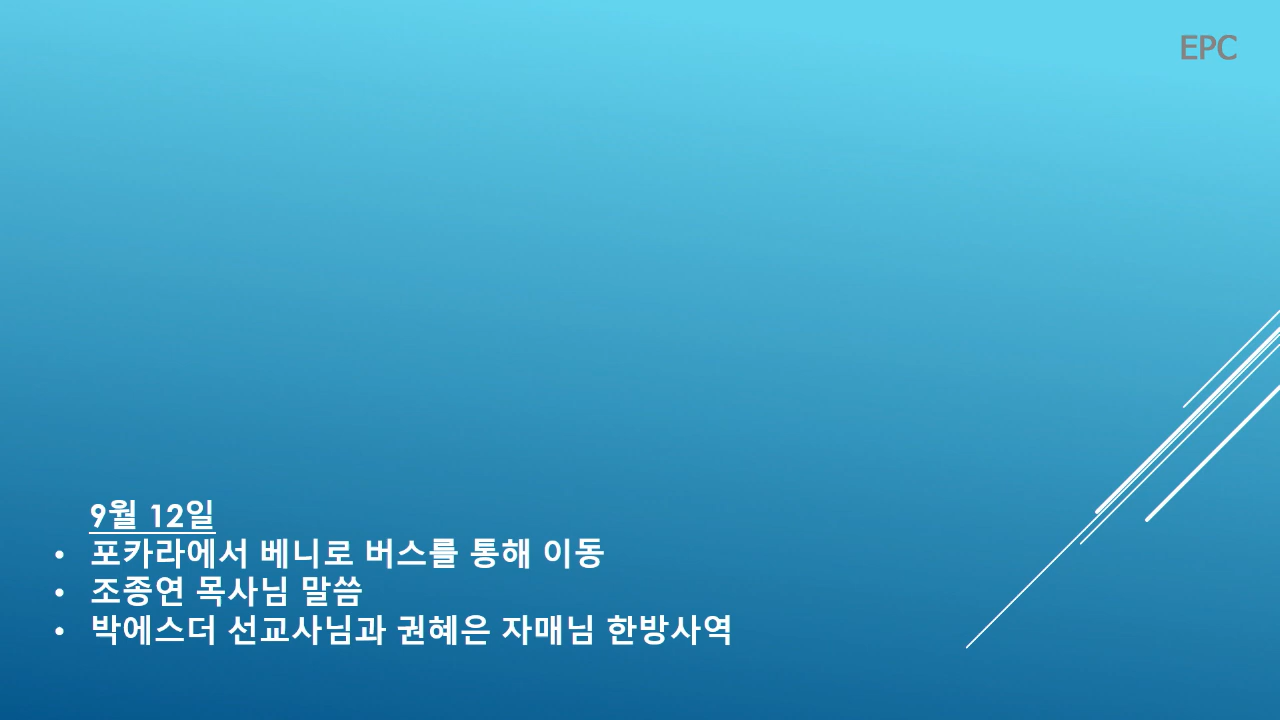 EPC
9월 12일
• 포카라에서 베니로 버스를 통해 이동
• 조종연 목사님 말씀
• 박에스더 선교사님과 권혜은 자매님 한방사역